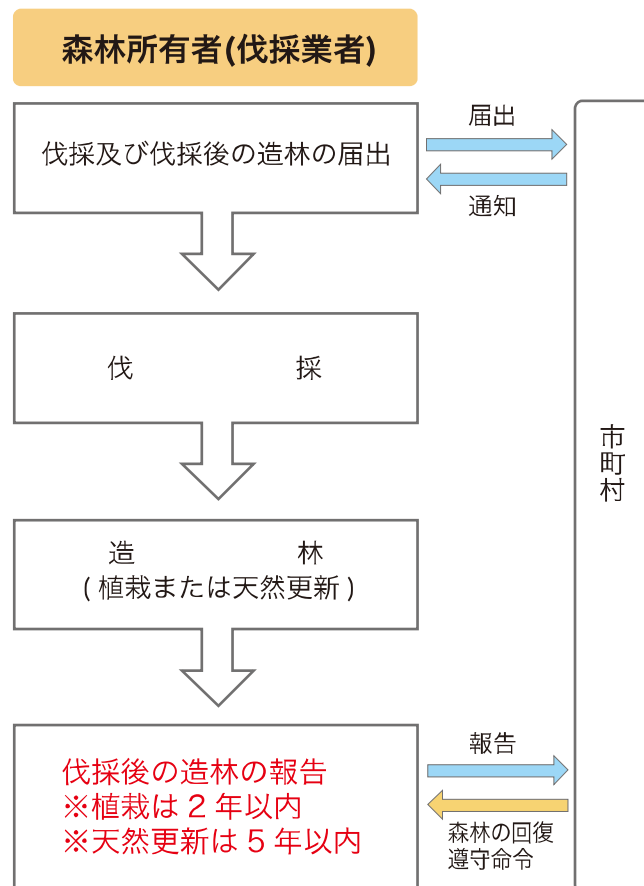 森林所有者(伐採業者)
伐採及び伐採後の造林の届出
届出
通知
伐　採
造　林
(植栽または天然更新)
伐採後の造林の報告
※植栽は2年以内
※天然更新は5年以内
報告
森林の回復
遵守命令
市町村